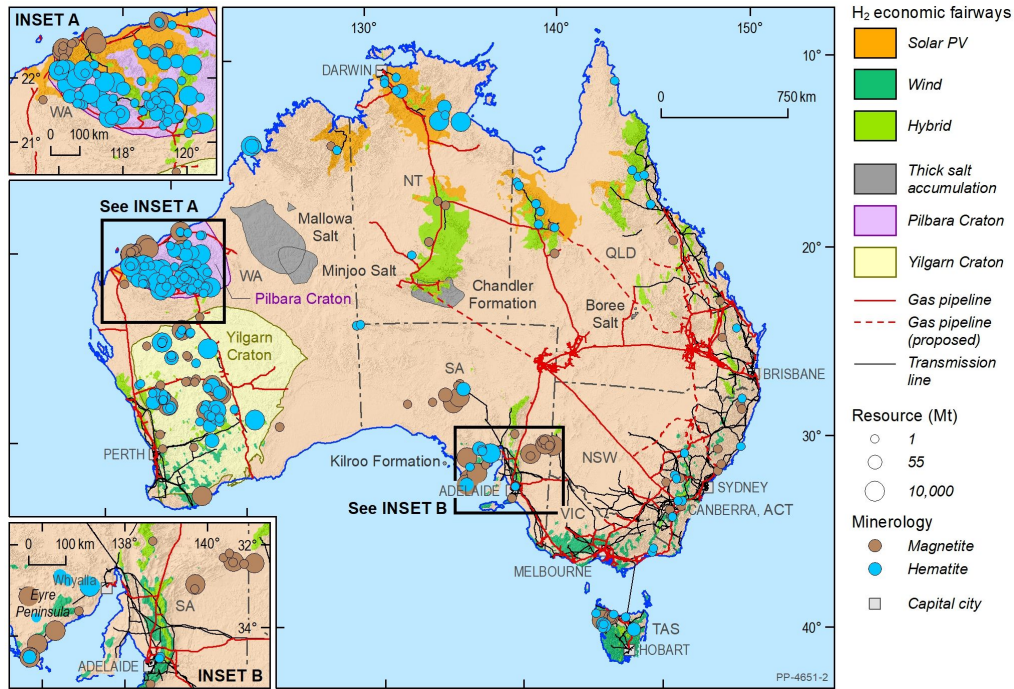 INSET A
22°
WA
0 100 km
21°
118°
120°
130°
140°
150°
10°
DARWIN
0 750 km
NT
See INSET A
Mallowa
Salt
WA
Minjoo Salt
Pilbara Craton
QLD
20°
Chandler
Formation
Boree
Salt
Yilgarn
Craton
SA
BRISBANE
30°
PERTH
Kilroo Formation
NSW
ADELAIDE
SYDNEY
See INSET B
VIC
CANBERRA, ACT
MELBOURNE
40°
TAS
HOBART
PP-4651-2
0 100 km
138°
140°
32°
Whyalla
Eyre
Peninsula
SA
34°
ADELAIDE
INSET B
H₂ economic fairways
Solar PV
Wind
Hybrid
Thick salt
accumulation
Pilbara Craton
Yilgarn Craton
Gas pipeline
Gas pipeline
(proposed)
Transmission
line
Resource (Mt)
1
55
10,000
Minerology
Magnetite
Hematite
Capital city